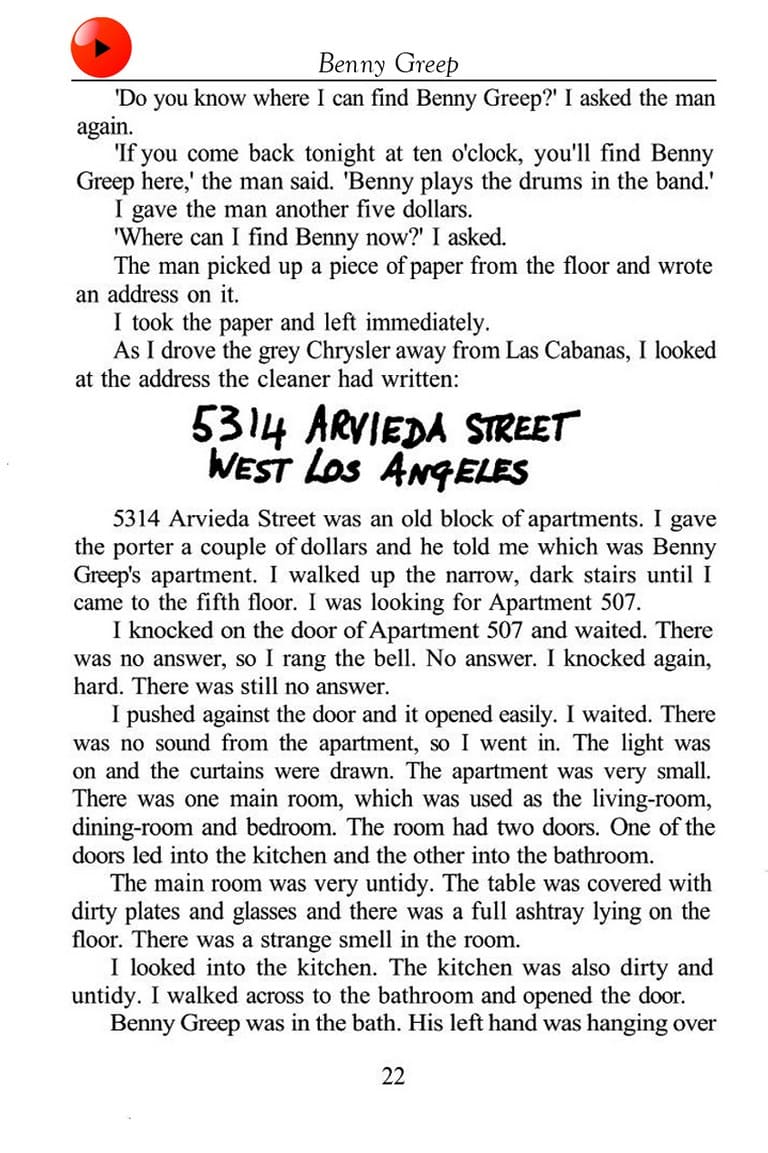 Benny Greep
'Do you know where I can find Benny Greep?' I asked the man
again.
'If you come back tonight at ten o'clock, you'll find Benny
Greep here,' the man said. 'Benny plays the drums in the band.'
I gave the man another five dollars.
'Where can I find Benny now?' I asked.
The man picked up a piece of paper from the floor and wrote
an address on it.
I took the paper and left immediately.
As I drove the grey Chrysler away from Las Cabanas, I looked
at the address the cleaner had written:
5314 ARVIEDA STREET
WEST LOS ANGELES
5314 Arvieda Street was an old block of apartments. I gave
the porter a couple of dollars and he told me which was Benny
Greep's apartment. I walked up the narrow, dark stairs until I
came to the fifth floor. I was looking for Apartment 507.
I knocked on the door of Apartment 507 and waited. There
was no answer, so I rang the bell. No answer. I knocked again,
hard. There was still no answer.
I pushed against the door and it opened easily. I waited. There
was no sound from the apartment, so I went in. The light was
on and the curtains were drawn. The apartment was very small.
There was one main room, which was used as the living-room,
dining-room and bedroom. The room had two doors. One of the
doors led into the kitchen and the other into the bathroom.
The main room was very untidy. The table was covered with
dirty plates and glasses and there was a full ashtray lying on the
floor. There was a strange smell in the room.
I looked into the kitchen. The kitchen was also dirty and
untidy. I walked across to the bathroom and opened the door.
Benny Greep was in the bath. His left hand was hanging over
22